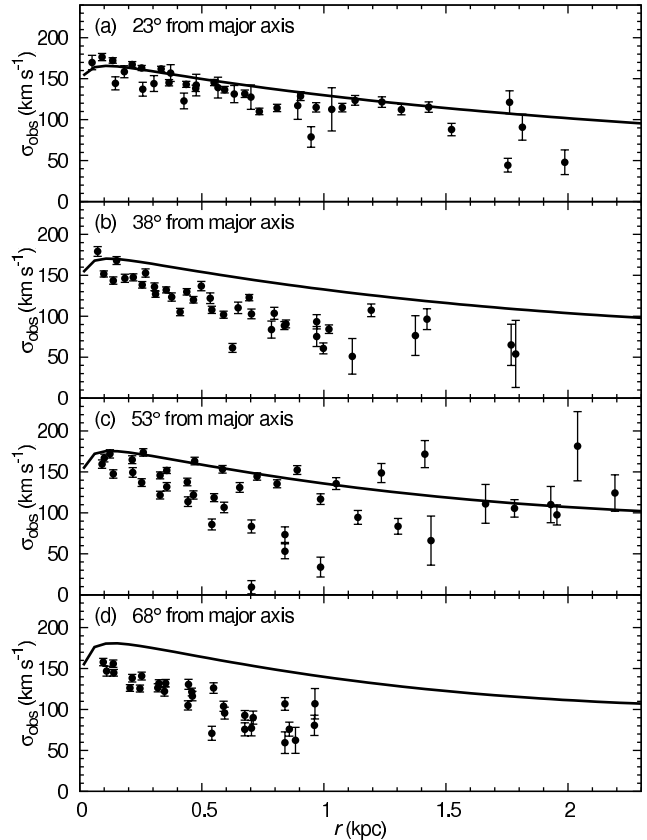 (a) 23° from major axis
200
150
100
50
0
σobs (km s⁻¹)
(b) 38° from major axis
200
150
100
50
0
σobs (km s⁻¹)
(c) 53° from major axis
200
150
100
50
0
σobs (km s⁻¹)
(d) 68° from major axis
200
150
100
50
0
σobs (km s⁻¹)
0 0.5 1 1.5 2
r (kpc)